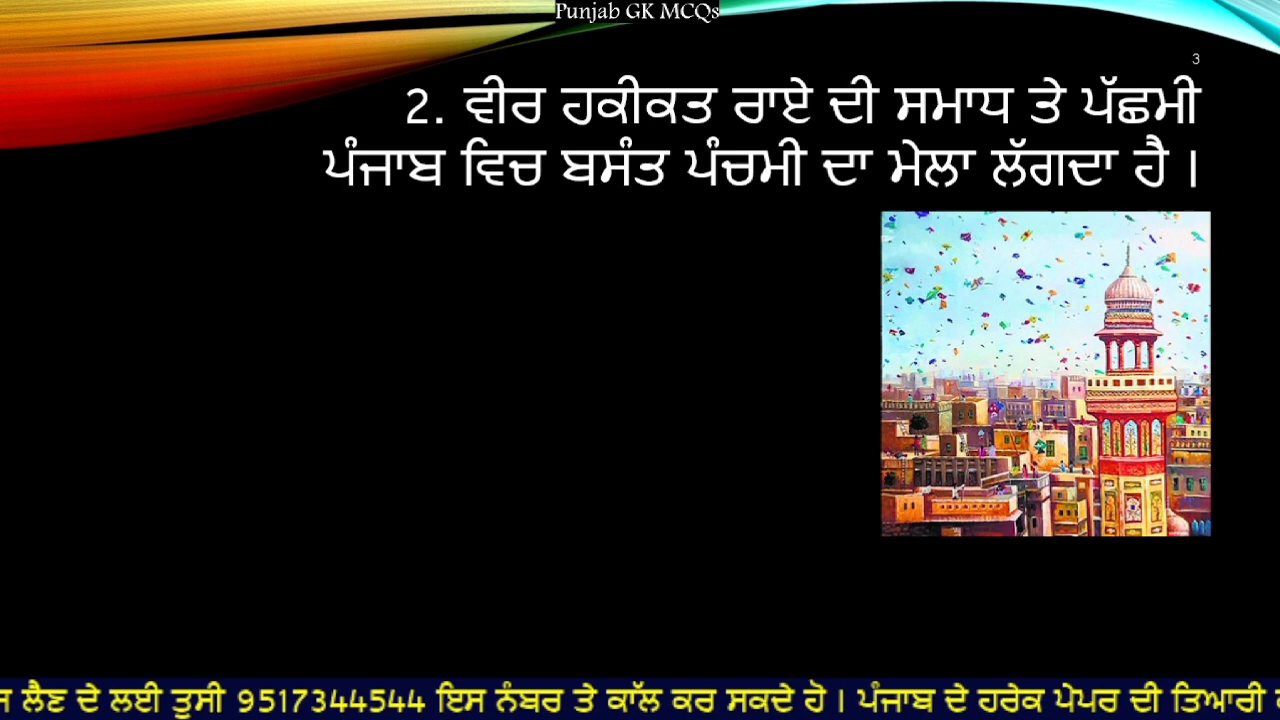 Punjab GK MCQs
3
2. ਵੀਰ ਹਕੀਕਤ ਰਾਏ ਦੀ ਸਮਾਧ ਤੇ ਪੱਛਮੀ
ਪੰਜਾਬ ਵਿਚ ਬਸੰਤ ਪੰਚਮੀ ਦਾ ਮੇਲਾ ਲੱਗਦਾ ਹੈ।
ਲੈਣ ਦੇ ਲਈ ਤੁਸੀ 9517344544 ਇਸ ਨੰਬਰ ਤੇ ਕਾੱਲ ਕਰ ਸਕਦੇ ਹੋ। ਪੰਜਾਬ ਦੇ ਹਰੇਕ ਪੇਪਰ ਦੀ ਤਿਆਰੀ